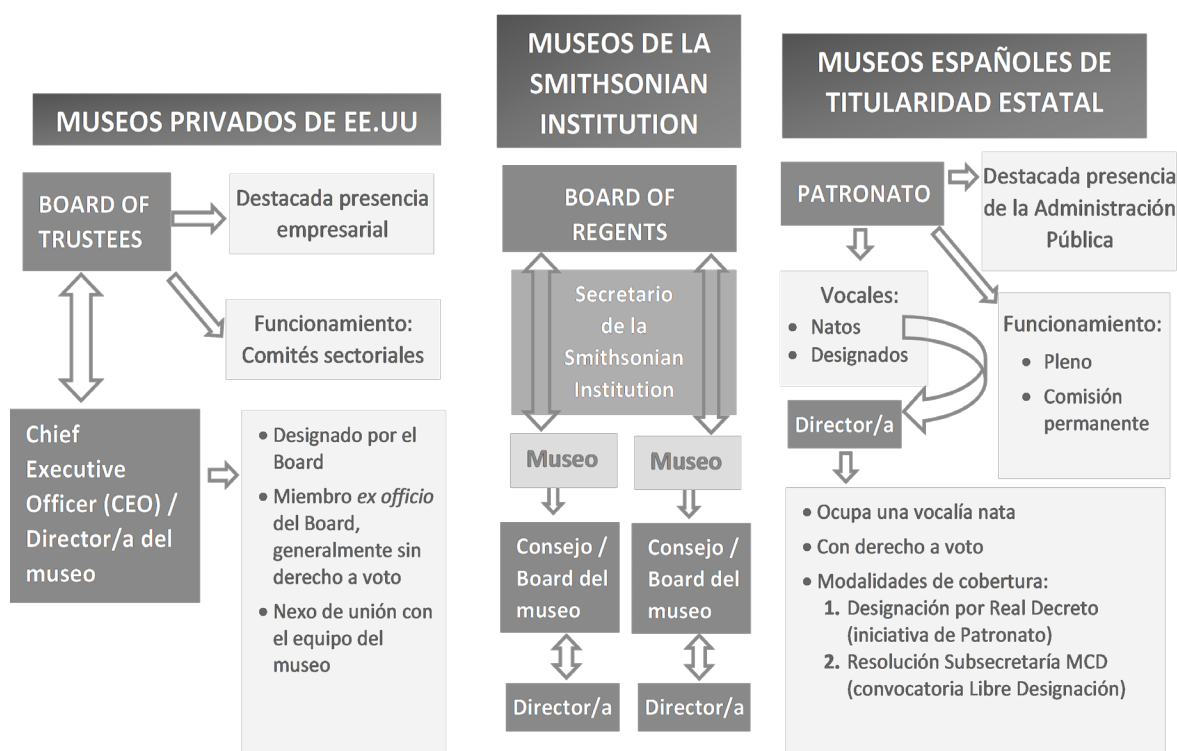 MUSEOS PRIVADOS DE EE.UU
BOARD OF
TRUSTEES
Destacada presencia
empresarial
Funcionamiento:
Comités sectoriales
Chief
Executive
Officer (CEO) /
Director/a del
museo
• Designado por el
Board
• Miembro ex officio
del Board,
generalmente sin
derecho a voto
• Nexo de unión con
el equipo del
museo
MUSEOS DE LA
SMITHSONIAN
INSTITUTION
BOARD OF
REGENTS
Secretario
de la
Smithsonian
Institution
Museo
Museo
Consejo /
Board del
museo
Consejo /
Board del
museo
Director/a
Director/a
MUSEOS ESPAÑOLES DE
TITULARIDAD ESTATAL
PATRONATO
Destacada presencia
de la Administración
Pública
Vocales:
• Natos
• Designados
Funcionamiento:
• Pleno
• Comisión
permanente
Director/a
• Ocupa una vocalía nata
• Con derecho a voto
• Modalidades de cobertura:
1. Designación por Real Decreto
(iniciativa de Patronato)
2. Resolución Subsecretaría MCD
(convocatoria Libre Designación)